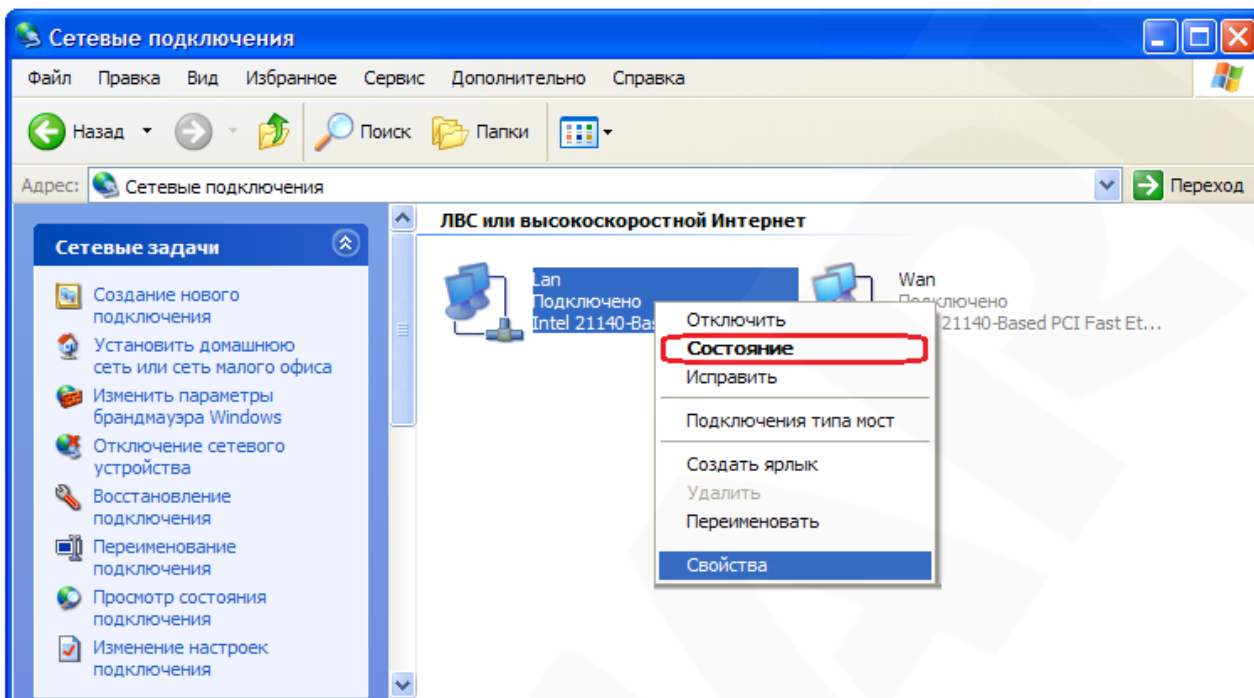 Сетевые подключения
Файл Правка Вид Избранное Сервис Дополнительно Справка
Назад Поиск Папки
Адрес: Сетевые подключения Переход
Сетевые задачи
Создание нового
подключения
Установить домашнюю
сеть или сеть малого офиса
Изменить параметры
брандмауэра Windows
Отключение сетевого
устройства
Восстановление
подключения
Переименование
подключения
Просмотр состояния
подключения
Изменение настроек
подключения
ЛВС или высокоскоростной Интернет
Lan
Подключено
Intel 21140-Ba
Wan
21140-Based PCI Fast Et...
Отключить
Состояние
Исправить
Подключения типа мост
Создать ярлык
Удалить
Переименовать
Свойства